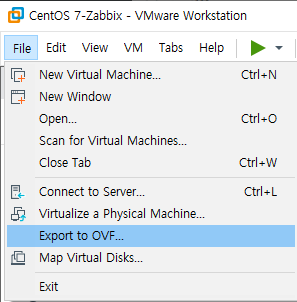 CentOS 7-Zabbix - VMware Workstation
File Edit View VM Tabs Help
New Virtual Machine... Ctrl+N
New Window
Open... Ctrl+O
Scan for Virtual Machines...
Close Tab Ctrl+W
Connect to Server... Ctrl+L
Virtualize a Physical Machine...
Export to OVF...
Map Virtual Disks...
Exit